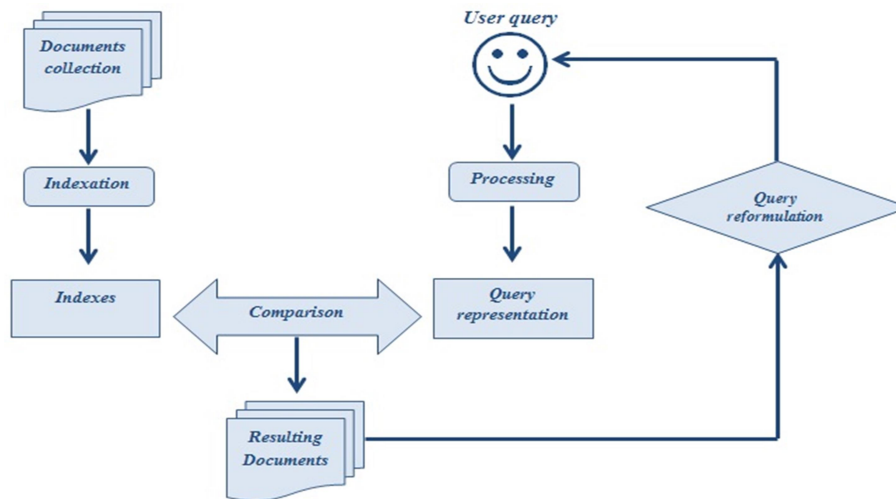 Documents
collection
User query
Indexation
Processing
Query
reformulation
Indexes
Comparison
Query
representation
Resulting
Documents